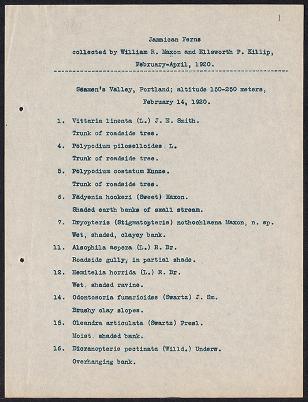 1
Jamaican Ferns
collected by William R. Maxon and Ellsworth P. Killip,
February-April, 1920.
Seamen's Valley, Portland; altitude 150-250 meters,
February 14, 1920.
1. Vittaria lineata (L.) J. E. Smith.
Trunk of roadside tree.
4. Polypodium piloselloides L.
Trunk of roadside tree.
5. Polypodium costatum Kunze.
Trunk of roadside tree.
6. Fadyenia hookeri (Sweet) Maxon.
Shaded earth banks of small stream.
7. Dryopteris (Stigmatopteris) nothochlaena Maxon, n. sp.
Wet, shaded, clayey bank.
11. Alsophila aspera (L.) R. Br.
Roadside gully, in partial shade.
12. Hemitelia horrida (L.) R. Br.
Wet, shaded ravine.
14. Odontosoria fumarioides (Swartz) J. Sm.
Brushy clay slopes.
15. Oleandra articulata (Swartz) Presl.
Moist, shaded bank.
16. Dicranopteris pectinata (Willd.) Underw.
Overhanging bank.